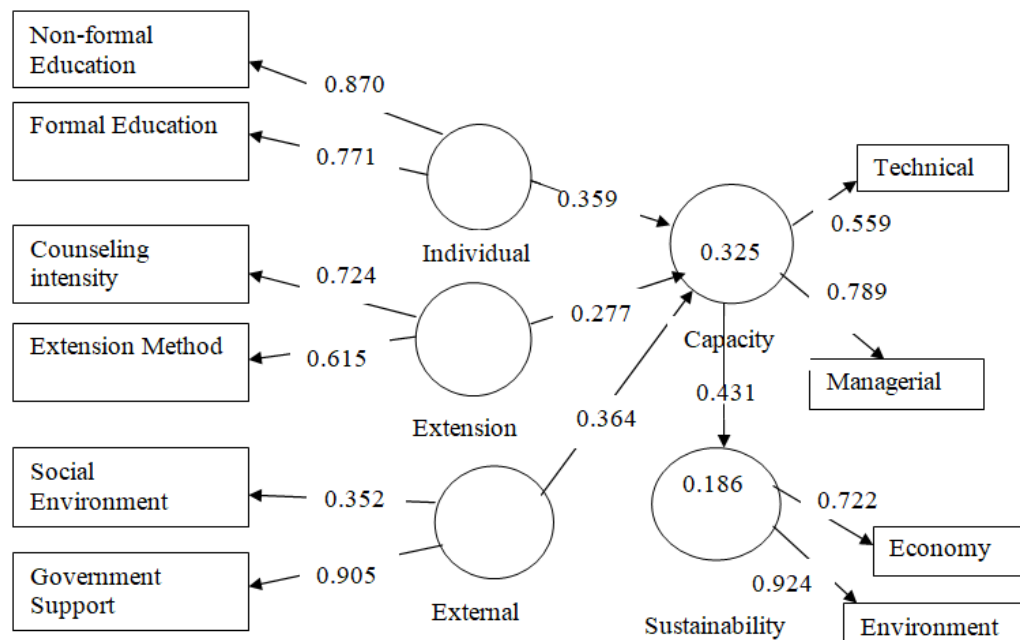 Non-formal
Education
0.870
Formal Education
0.771
Technical
0.359
0.559
Individual
0.325
Counseling
intensity
0.724
0.277
0.789
Extension Method
0.615
Capacity
Managerial
0.431
Extension
0.364
Social
Environment
0.352
0.186
0.722
Economy
Government
Support
0.905
0.924
External
Sustainability
Environment